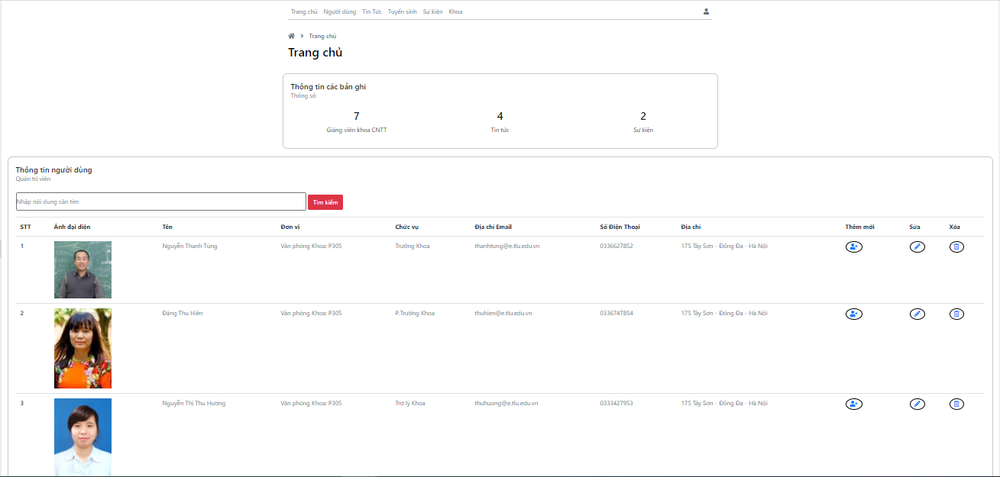 Trang chủ Người dùng Tin Tức Tuyển sinh Sự kiện Khoa
Trang chủ
Trang chủ
Thông tin các bản ghi
Thông số
7 4 2
Giảng viên khoa CNTT Tin tức Sự kiện
Thông tin người dùng
Quản trị viên
Nhập nội dung cần tìm Tìm kiếm
STT Ảnh đại diện Tên Đơn vị Chức vụ Địa chỉ Email Số Điện Thoại Địa chỉ Thêm mới Sửa Xóa
1 Nguyễn Thanh Tùng Văn phòng Khoa: P305 Trưởng Khoa thanhtung@e.tlu.edu.vn 0336627852 175 Tây Sơn - Đống Đa - Hà Nội
2 Đặng Thu Hiền Văn phòng Khoa: P305 P.Trưởng Khoa thuhien@e.tlu.edu.vn 0336747854 175 Tây Sơn - Đống Đa - Hà Nội
3 Nguyễn Thị Thu Hương Văn phòng Khoa: P305 Trợ lý Khoa thuhuong@e.tlu.edu.vn 0333427953 175 Tây Sơn - Đống Đa - Hà Nội